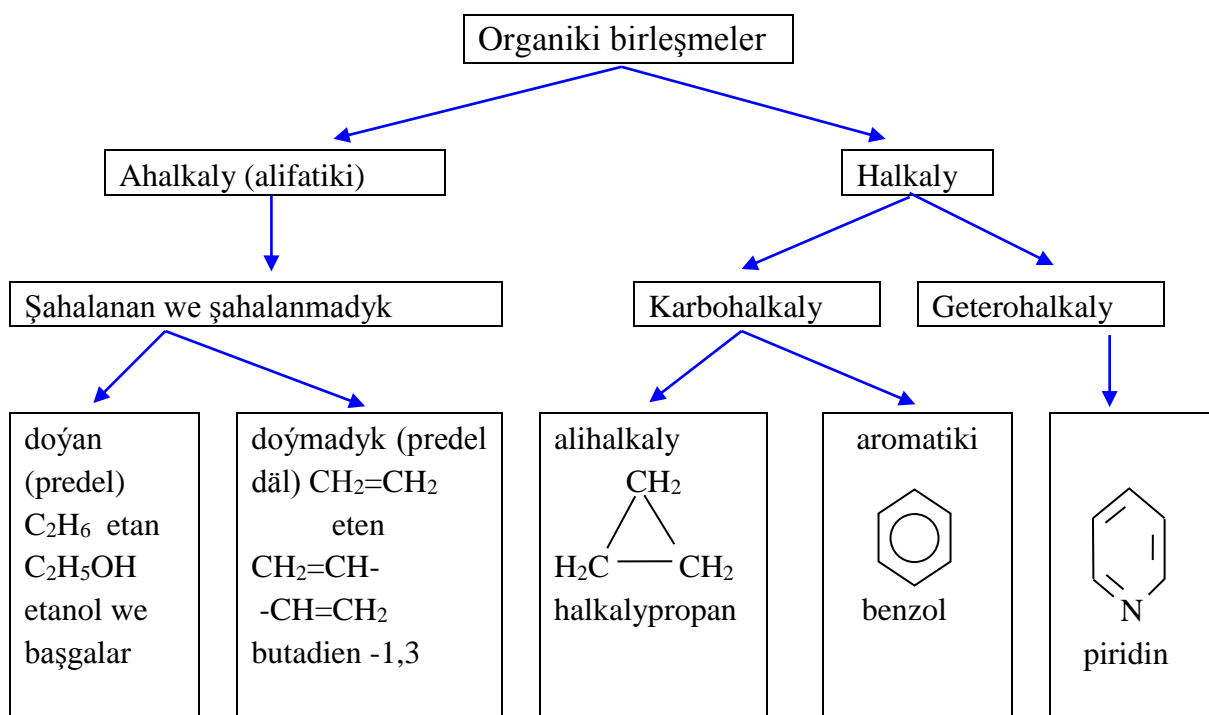 Organiki birleşmeler
Ahalkaly (alifatiki)
Halkaly
Şahalanan we şahalanmadyk
Karbohalkaly
Geterohalkaly
doýan
(predel)
C₂H₆ etan
C₂H₅OH
etanol we
başgalar
doýmadyk (predel
däl) CH₂=CH₂
eten
CH₂=CH-
-CH=CH₂
butadien -1,3
alihalkaly
CH₂
H₂C CH₂
halkalypropan
aromatiki
benzol
N
piridin